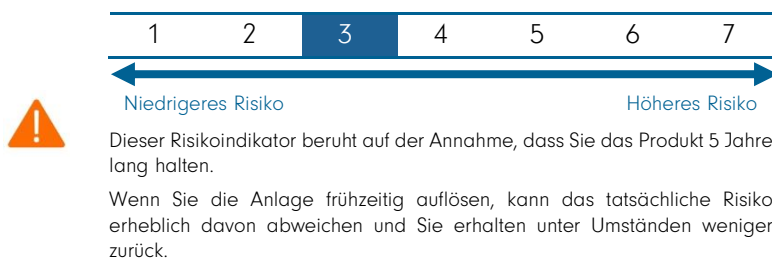 1 2 3 4 5 6 7
Niedrigeres Risiko Höheres Risiko
Dieser Risikoindikator beruht auf der Annahme, dass Sie das Produkt 5 Jahre
lang halten.
Wenn Sie die Anlage frühzeitig auflösen, kann das tatsächliche Risiko
erheblich davon abweichen und Sie erhalten unter Umständen weniger
zurück.